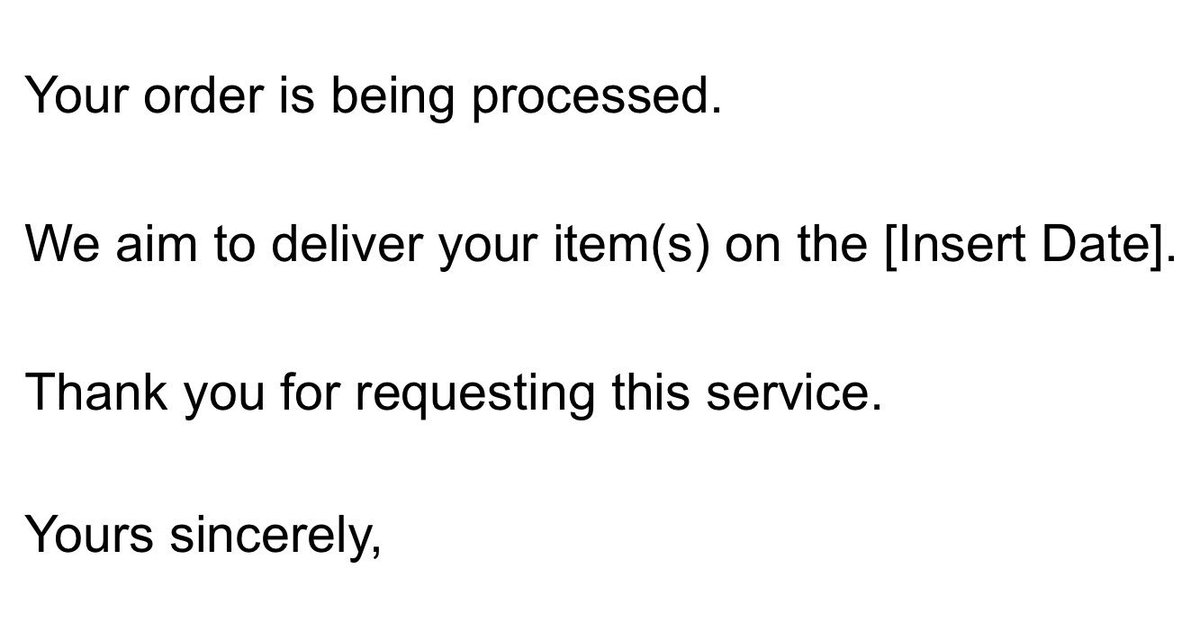 Your order is being processed.
We aim to deliver your item(s) on the [Insert Date].
Thank you for requesting this service.
Yours sincerely,